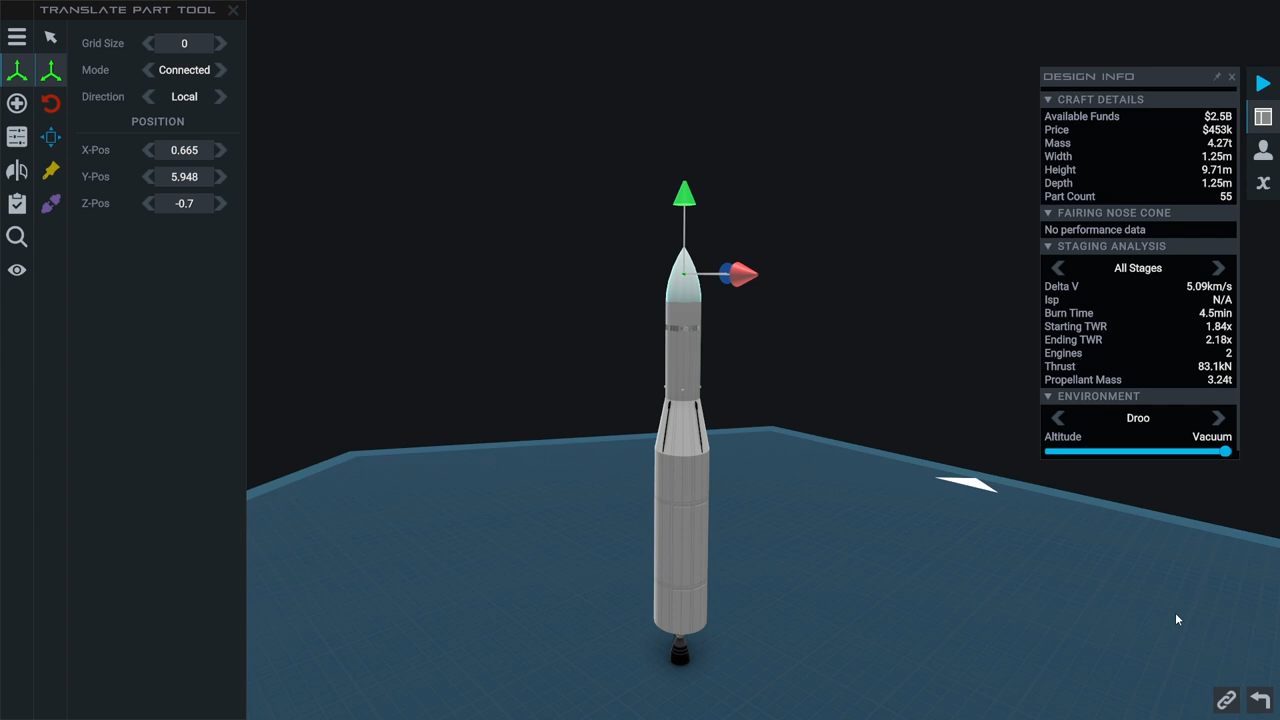 TRANSLATE PART TOOL
Grid Size 0
Mode Connected
Direction Local
POSITION
X-Pos 0.665
Y-Pos 5.948
Z-Pos -0.7
DESIGN INFO
CRAFT DETAILS
Available Funds $2.5B
Price $453k
Mass 4.27t
Width 1.25m
Height 9.71m
Depth 1.25m
Part Count 55
FAIRING NOSE CONE
No performance data
STAGING ANALYSIS
All Stages
Delta V 5.09km/s
Isp N/A
Burn Time 4.5min
Starting TWR 1.84x
Ending TWR 2.18x
Engines 2
Thrust 83.1kN
Propellant Mass 3.24t
ENVIRONMENT
Droo
Altitude Vacuum